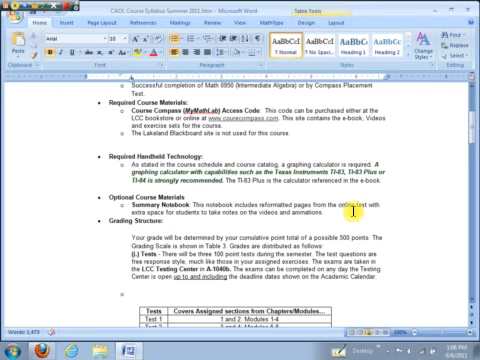 CAOL Course Syllabus Summer 2011.htm - Microsoft Word
Table Tools
Home Insert Page Layout References Mailings Review View MathType Design Layout
Paste
Clipboard
Arial
Font
Paragraph
AaBbCcI AaBbCcI AaBbC AaBbCc
¶ Normal Heading 1 Heading 2
Change Styles
Styles
Editing
Successful completion of Math 0950 (Intermediate Algebra) or by Compass Placement
Test.
• Required Course Materials:
o Course Compass (MyMathLab) Access Code: This code can be purchased either at the
LCC bookstore or online at www.coursecompass.com. This site contains the e-book, Videos
and exercise sets for the course.
o The Lakeland Blackboard site is not used for this course.
• Required Handheld Technology:
o As stated in the course schedule and course catalog, a graphing calculator is required. A
graphing calculator with capabilities such as the Texas Instruments TI-83, TI-83 Plus or
TI-84 is strongly recommended. The TI-83 Plus is the calculator referenced in the e-book.
• Optional Course Materials
o Summary Notebook: This notebook includes reformatted pages from the online text with
extra space for students to take notes on the videos and animations.
• Grading Structure:
Your grade will be determined by your cumulative point total of a possible 500 points. The
Grading Scale is shown in Table 3. Grades are distributed as follows:
(i.) Tests - There will be three 100 point tests during the semester. The test questions are
free response style, much like those in your assigned exercises. The exams are taken in
the LCC Testing Center in A-1040b. The exams can be completed on any day the Testing
Center is open up to and including the deadline dates shown on the Academic Calendar.
o
Tests Covers Assigned sections from Chapters/Modules...
Test 1 1 and 2: Modules 1-4
Words: 1,473
100%
Desktop
1:06 PM
8/6/2011